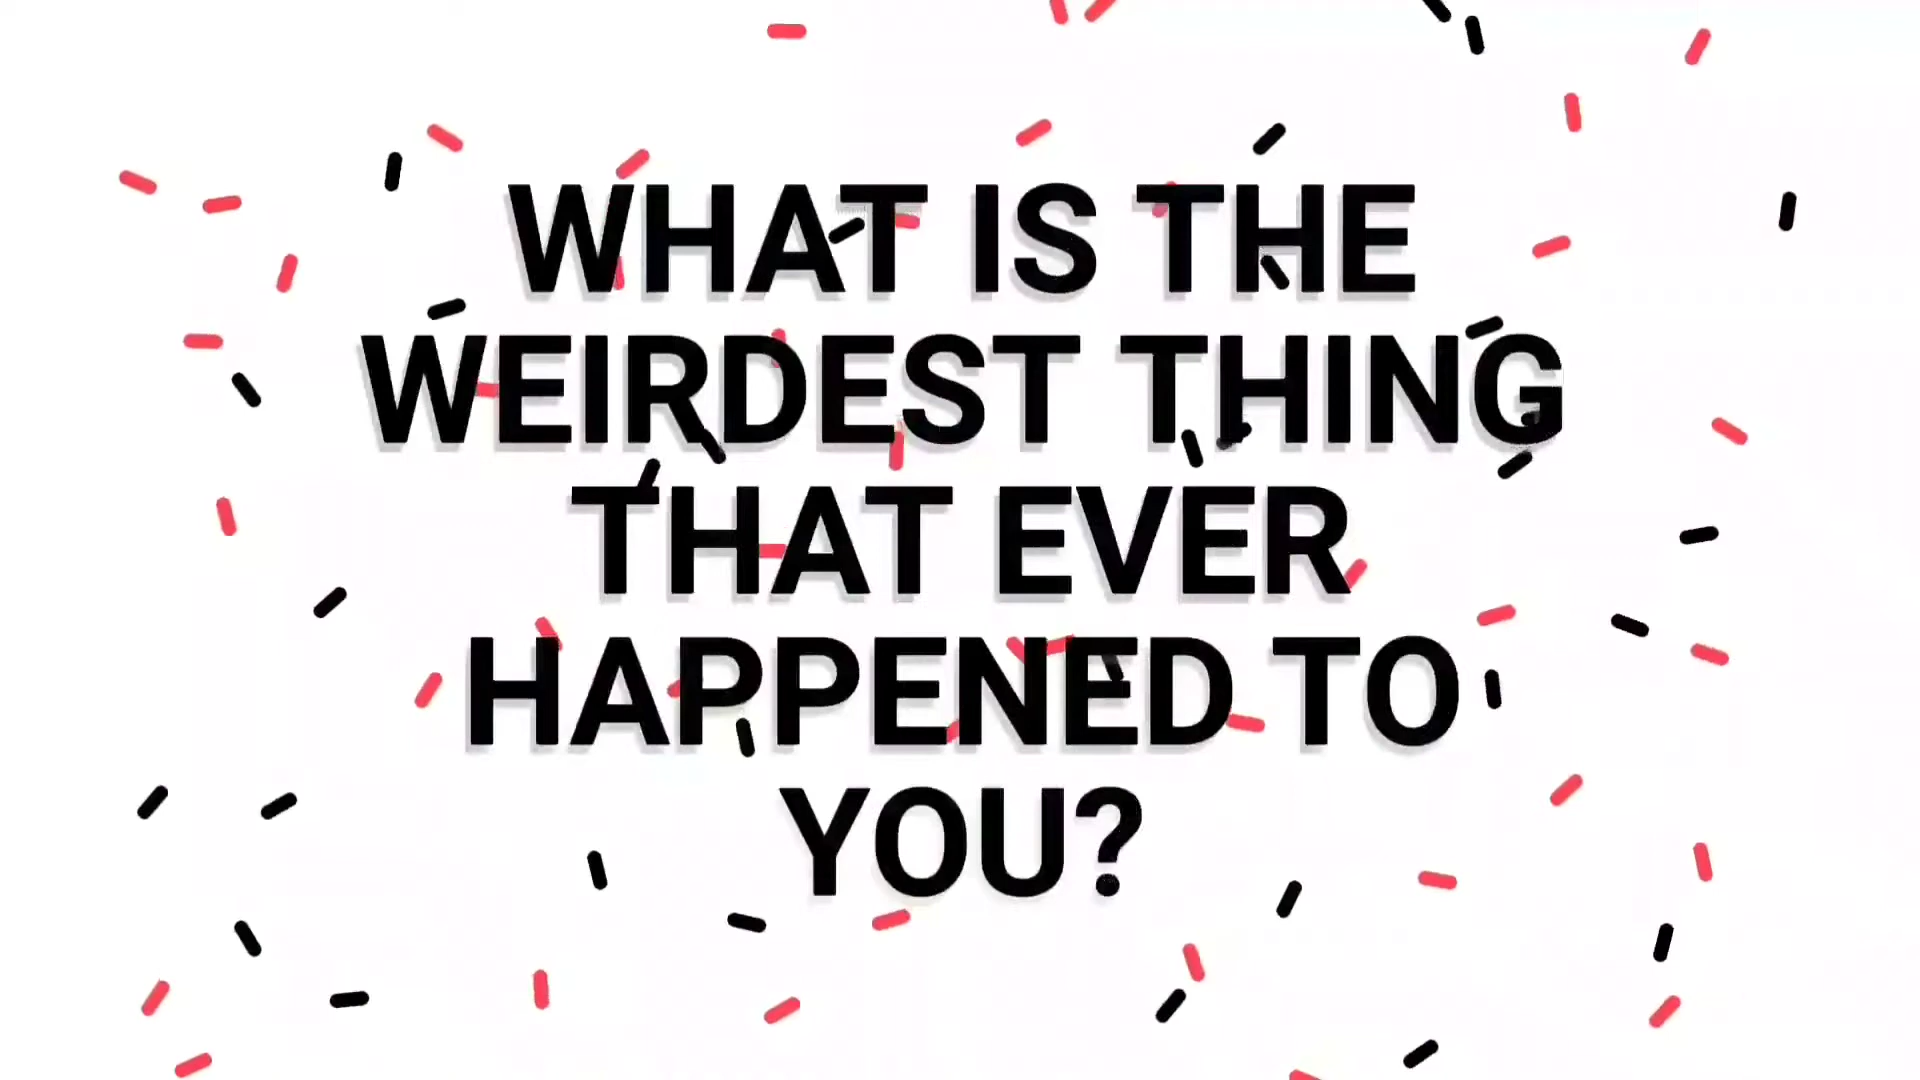 WHAT IS THE
WEIRDEST THING
THAT EVER
HAPPENED TO
YOU?